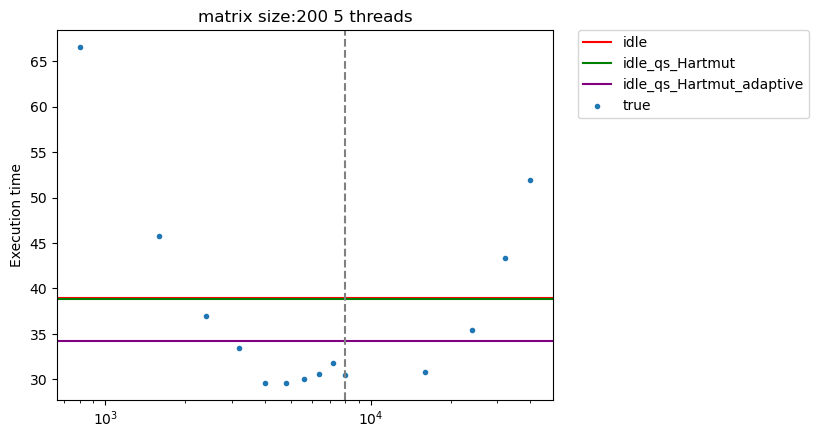 matrix size:200 5 threads
Execution time
65
60
55
50
45
40
35
30
10³
10⁴
idle
idle_qs_Hartmut
idle_qs_Hartmut_adaptive
true